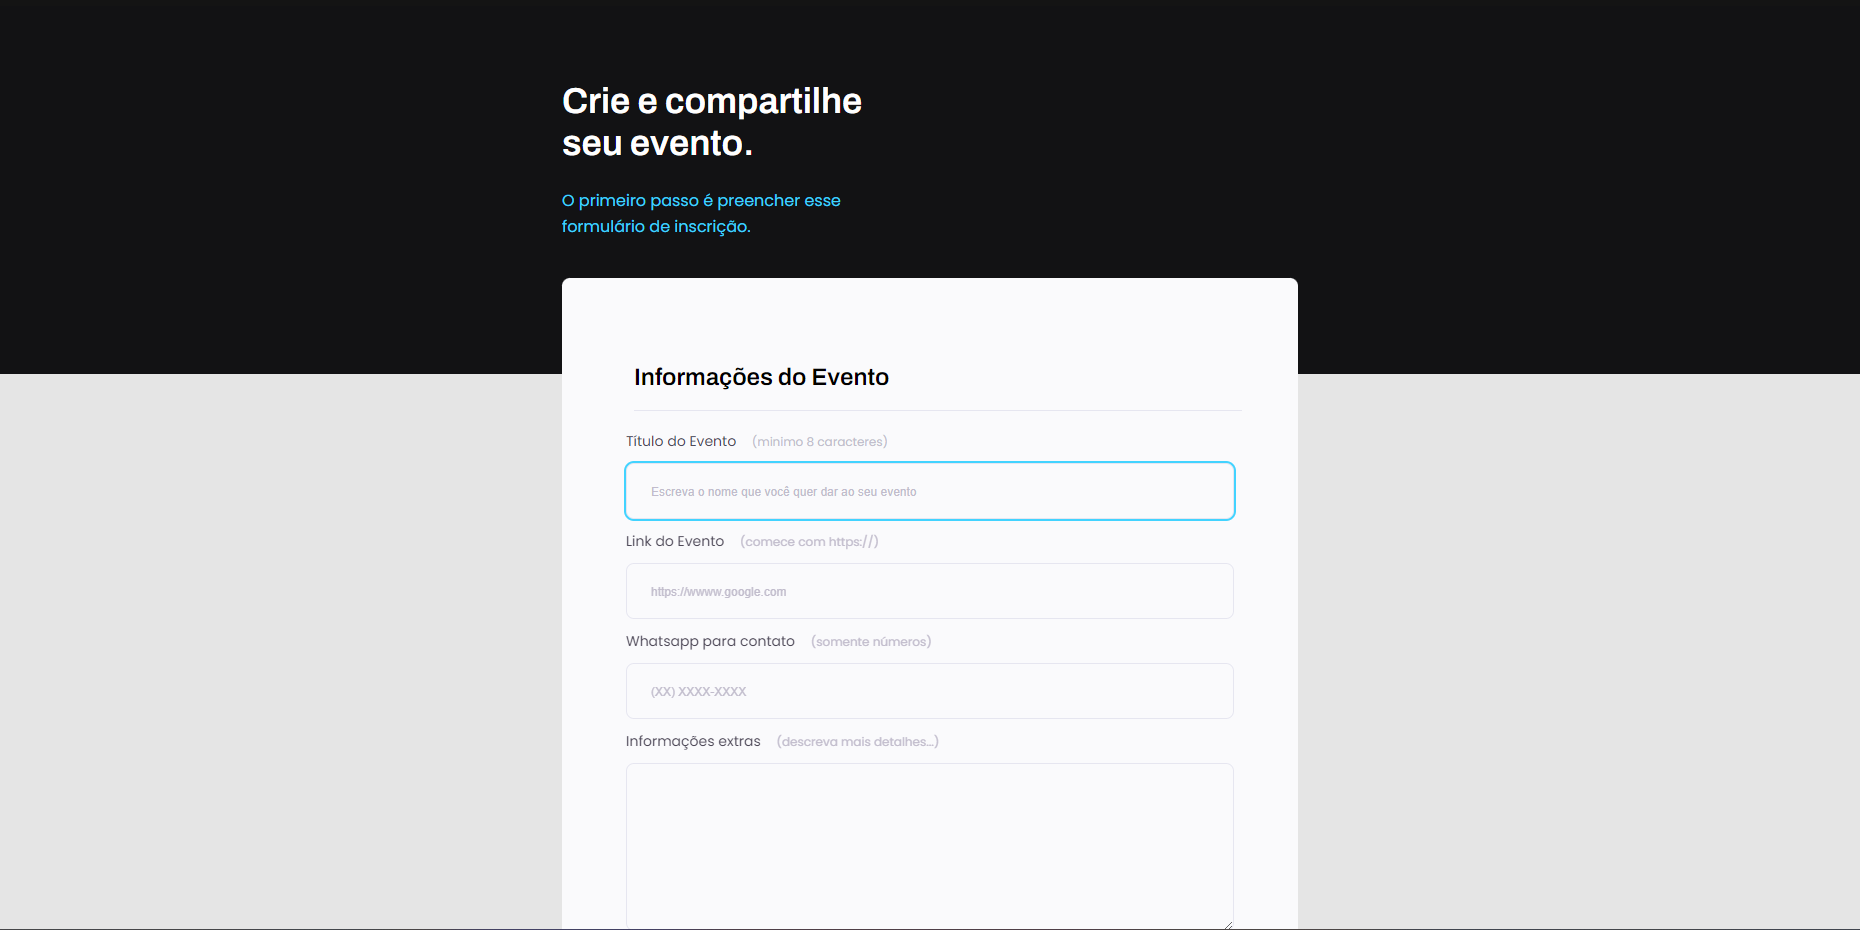 Crie e compartilhe
seu evento.
O primeiro passo é preencher esse
formulário de inscrição.
Informações do Evento
Título do Evento (minimo 8 caracteres)
Escreva o nome que você quer dar ao seu evento
Link do Evento (comece com https://)
https://wwww.google.com
Whatsapp para contato (somente números)
(XX) XXXX-XXXX
Informações extras (descreva mais detalhes...)